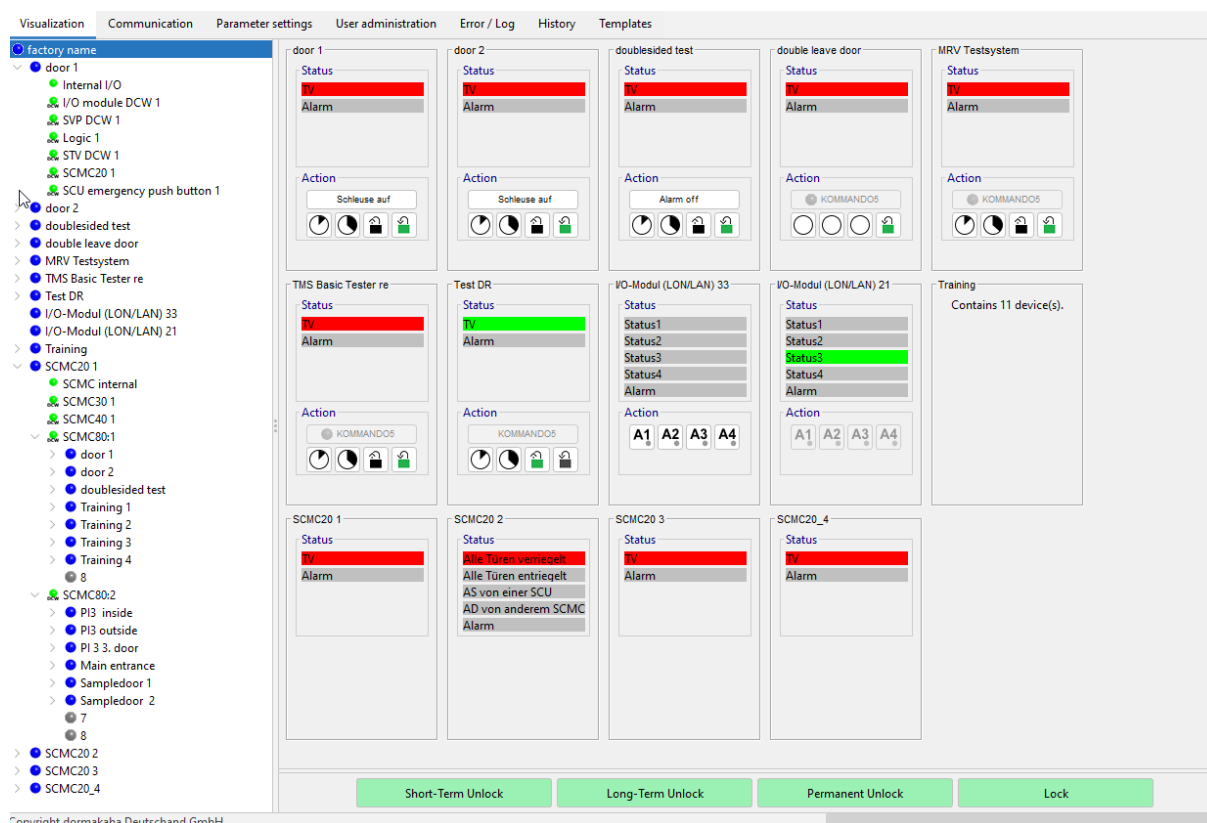 Visualization Communication Parameter settings User administration Error / Log History Templates
factory name
door 1
Internal I/O
I/O module DCW 1
SVP DCW 1
Logic 1
STV DCW 1
SCMC20 1
SCU emergency push button 1
door 2
doublesided test
double leave door
MRV Testsystem
TMS Basic Tester re
Test DR
I/O-Modul (LON/LAN) 33
I/O-Modul (LON/LAN) 21
Training
SCMC20 1
SCMC internal
SCMC30 1
SCMC40 1
SCMC80:1
door 1
door 2
doublesided test
Training 1
Training 2
Training 3
Training 4
8
SCMC80:2
PI3 inside
PI3 outside
PI 3 3. door
Main entrance
Sampledoor 1
Sampledoor 2
7
8
SCMC20 2
SCMC20 3
SCMC20_4
door 1
Status
TV
Alarm
Action
Schleuse auf
door 2
Status
TV
Alarm
Action
Schleuse auf
doublesided test
Status
TV
Alarm
Action
Alarm off
double leave door
Status
TV
Alarm
Action
KOMMANDO5
MRV Testsystem
Status
TV
Alarm
Action
KOMMANDO5
TMS Basic Tester re
Status
TV
Alarm
Action
KOMMANDO5
Test DR
Status
TV
Alarm
Action
KOMMANDO5
I/O-Modul (LON/LAN) 33
Status
Status1
Status2
Status3
Status4
Alarm
Action
A1 A2 A3 A4
I/O-Modul (LON/LAN) 21
Status
Status1
Status2
Status3
Status4
Alarm
Action
A1 A2 A3 A4
Training
Contains 11 device(s).
SCMC20 1
Status
TV
Alarm
SCMC20 2
Status
Alle Türen verriegelt
Alle Türen entriegelt
AS von einer SCU
AD von anderem SCMC
Alarm
SCMC20 3
Status
TV
Alarm
SCMC20_4
Status
TV
Alarm
Short-Term Unlock Long-Term Unlock Permanent Unlock Lock
Copyright dormakaba Deutschand GmbH